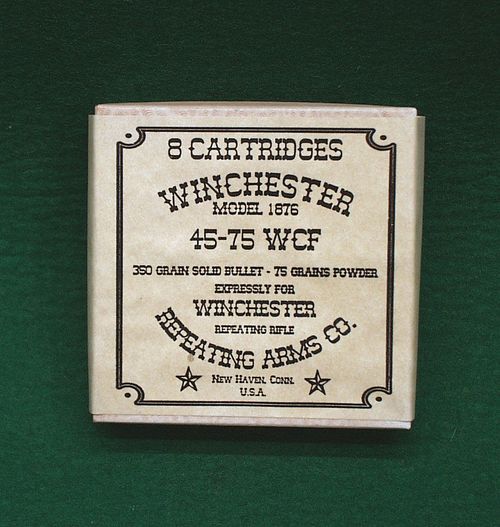 8 CARTRIDGES
WINCHESTER
MODEL 1876
45-75 WCF
350 GRAIN SOLID BULLET - 75 GRAINS POWDER
EXPRESSLY FOR
WINCHESTER
REPEATING RIFLE
REPEATING ARMS CO.
NEW HAVEN, CONN.
U.S.A.